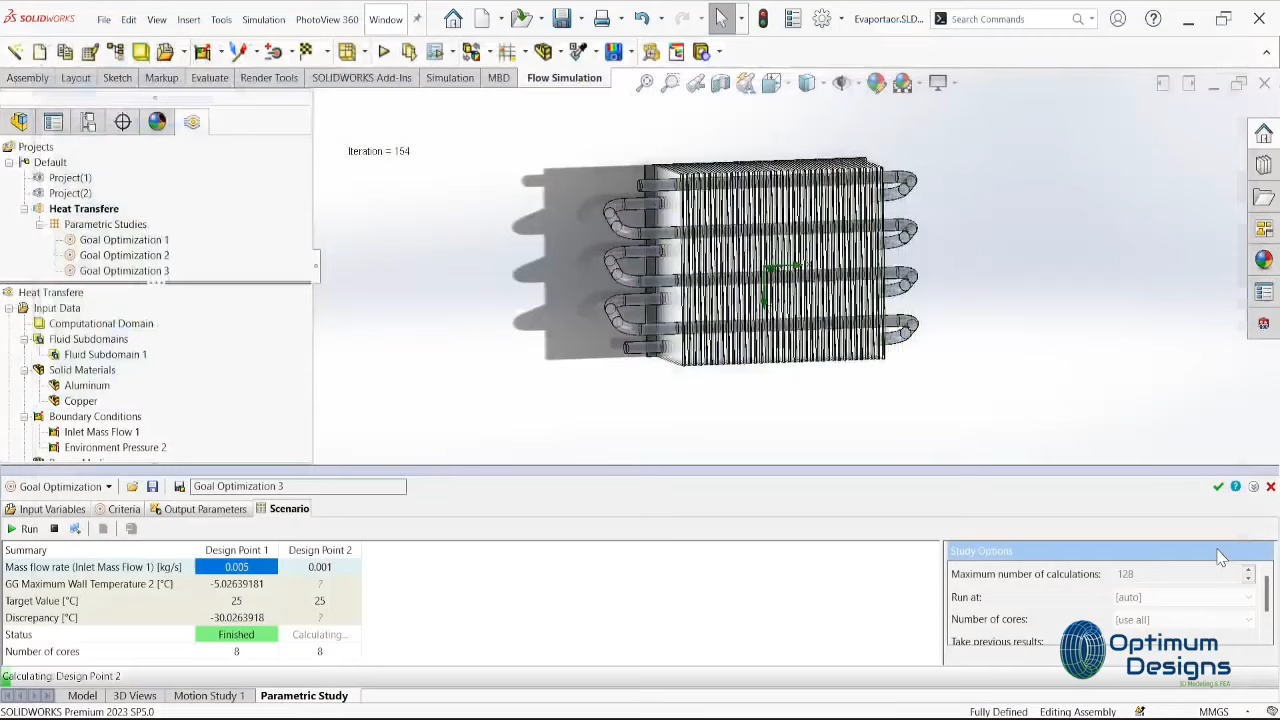 SOLIDWORKS File Edit View Insert Tools Simulation PhotoView 360 Window Evaportaor.SLD... Search Commands
Assembly Layout Sketch Markup Evaluate Render Tools SOLIDWORKS Add-Ins Simulation MBD Flow Simulation
Projects
Default
Project(1)
Project(2)
Heat Transfere
Parametric Studies
Goal Optimization 1
Goal Optimization 2
Goal Optimization 3
Heat Transfere
Input Data
Computational Domain
Fluid Subdomains
Fluid Subdomain 1
Solid Materials
Aluminum
Copper
Boundary Conditions
Inlet Mass Flow 1
Environment Pressure 2
Iteration = 154
Goal Optimization Goal Optimization 3
Input Variables Criteria Output Parameters Scenario
Run
Summary Design Point 1 Design Point 2
Mass flow rate (Inlet Mass Flow 1) [kg/s] 0.005 0.001
GG Maximum Wall Temperature 2 [°C] -5.02639181 ?
Target Value [°C] 25 25
Discrepancy [°C] -30.0263918 ?
Status Finished Calculating...
Number of cores 8 8
Study Options
Maximum number of calculations: 128
Run at: [auto]
Number of cores: [use all]
Take previous results:
Optimum
Designs
3D Modeling & FEA
Calculating: Design Point 2
Model 3D Views Motion Study 1 Parametric Study
SOLIDWORKS Premium 2023 SP5.0 Fully Defined Editing Assembly MMGS